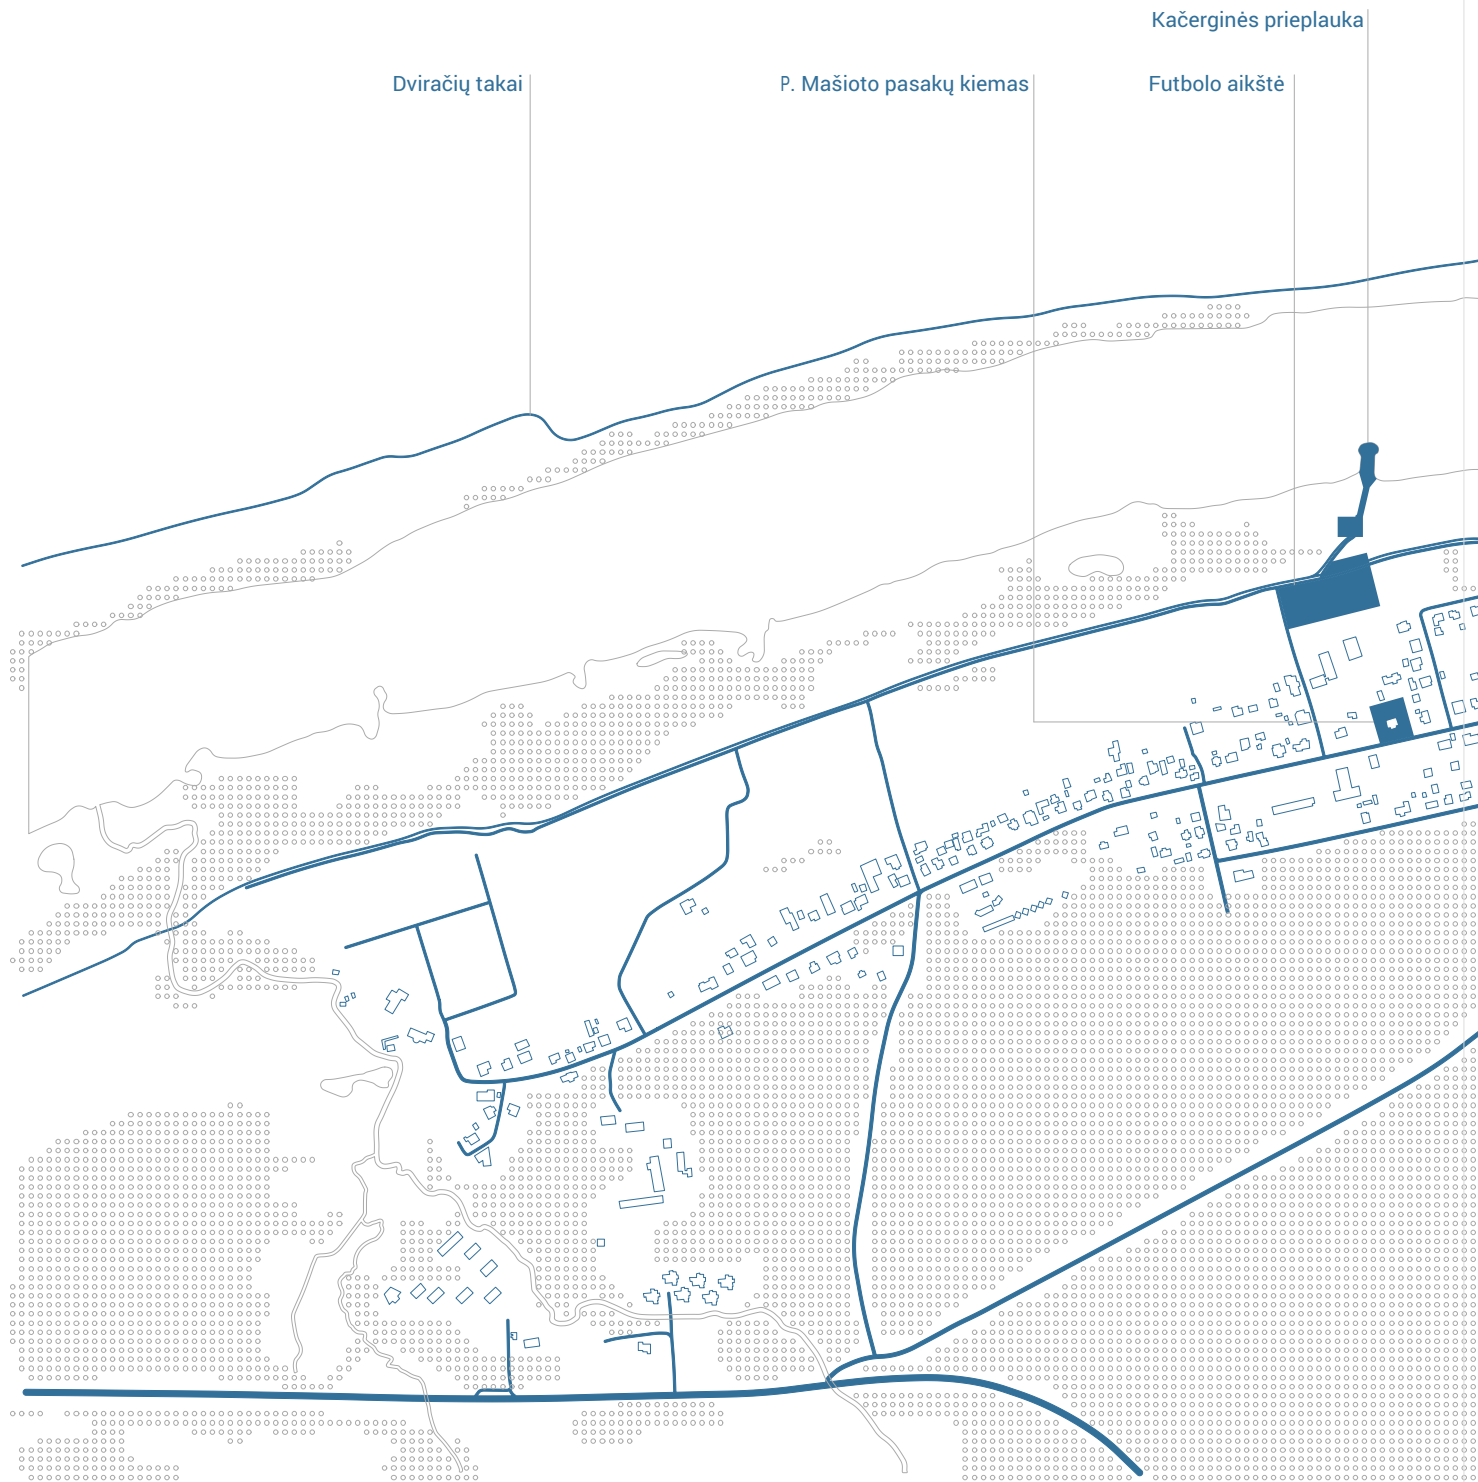 Kačerginės prieplauka
Dviračių takai
P. Mašioto pasakų kiemas
Futbolo aikštė